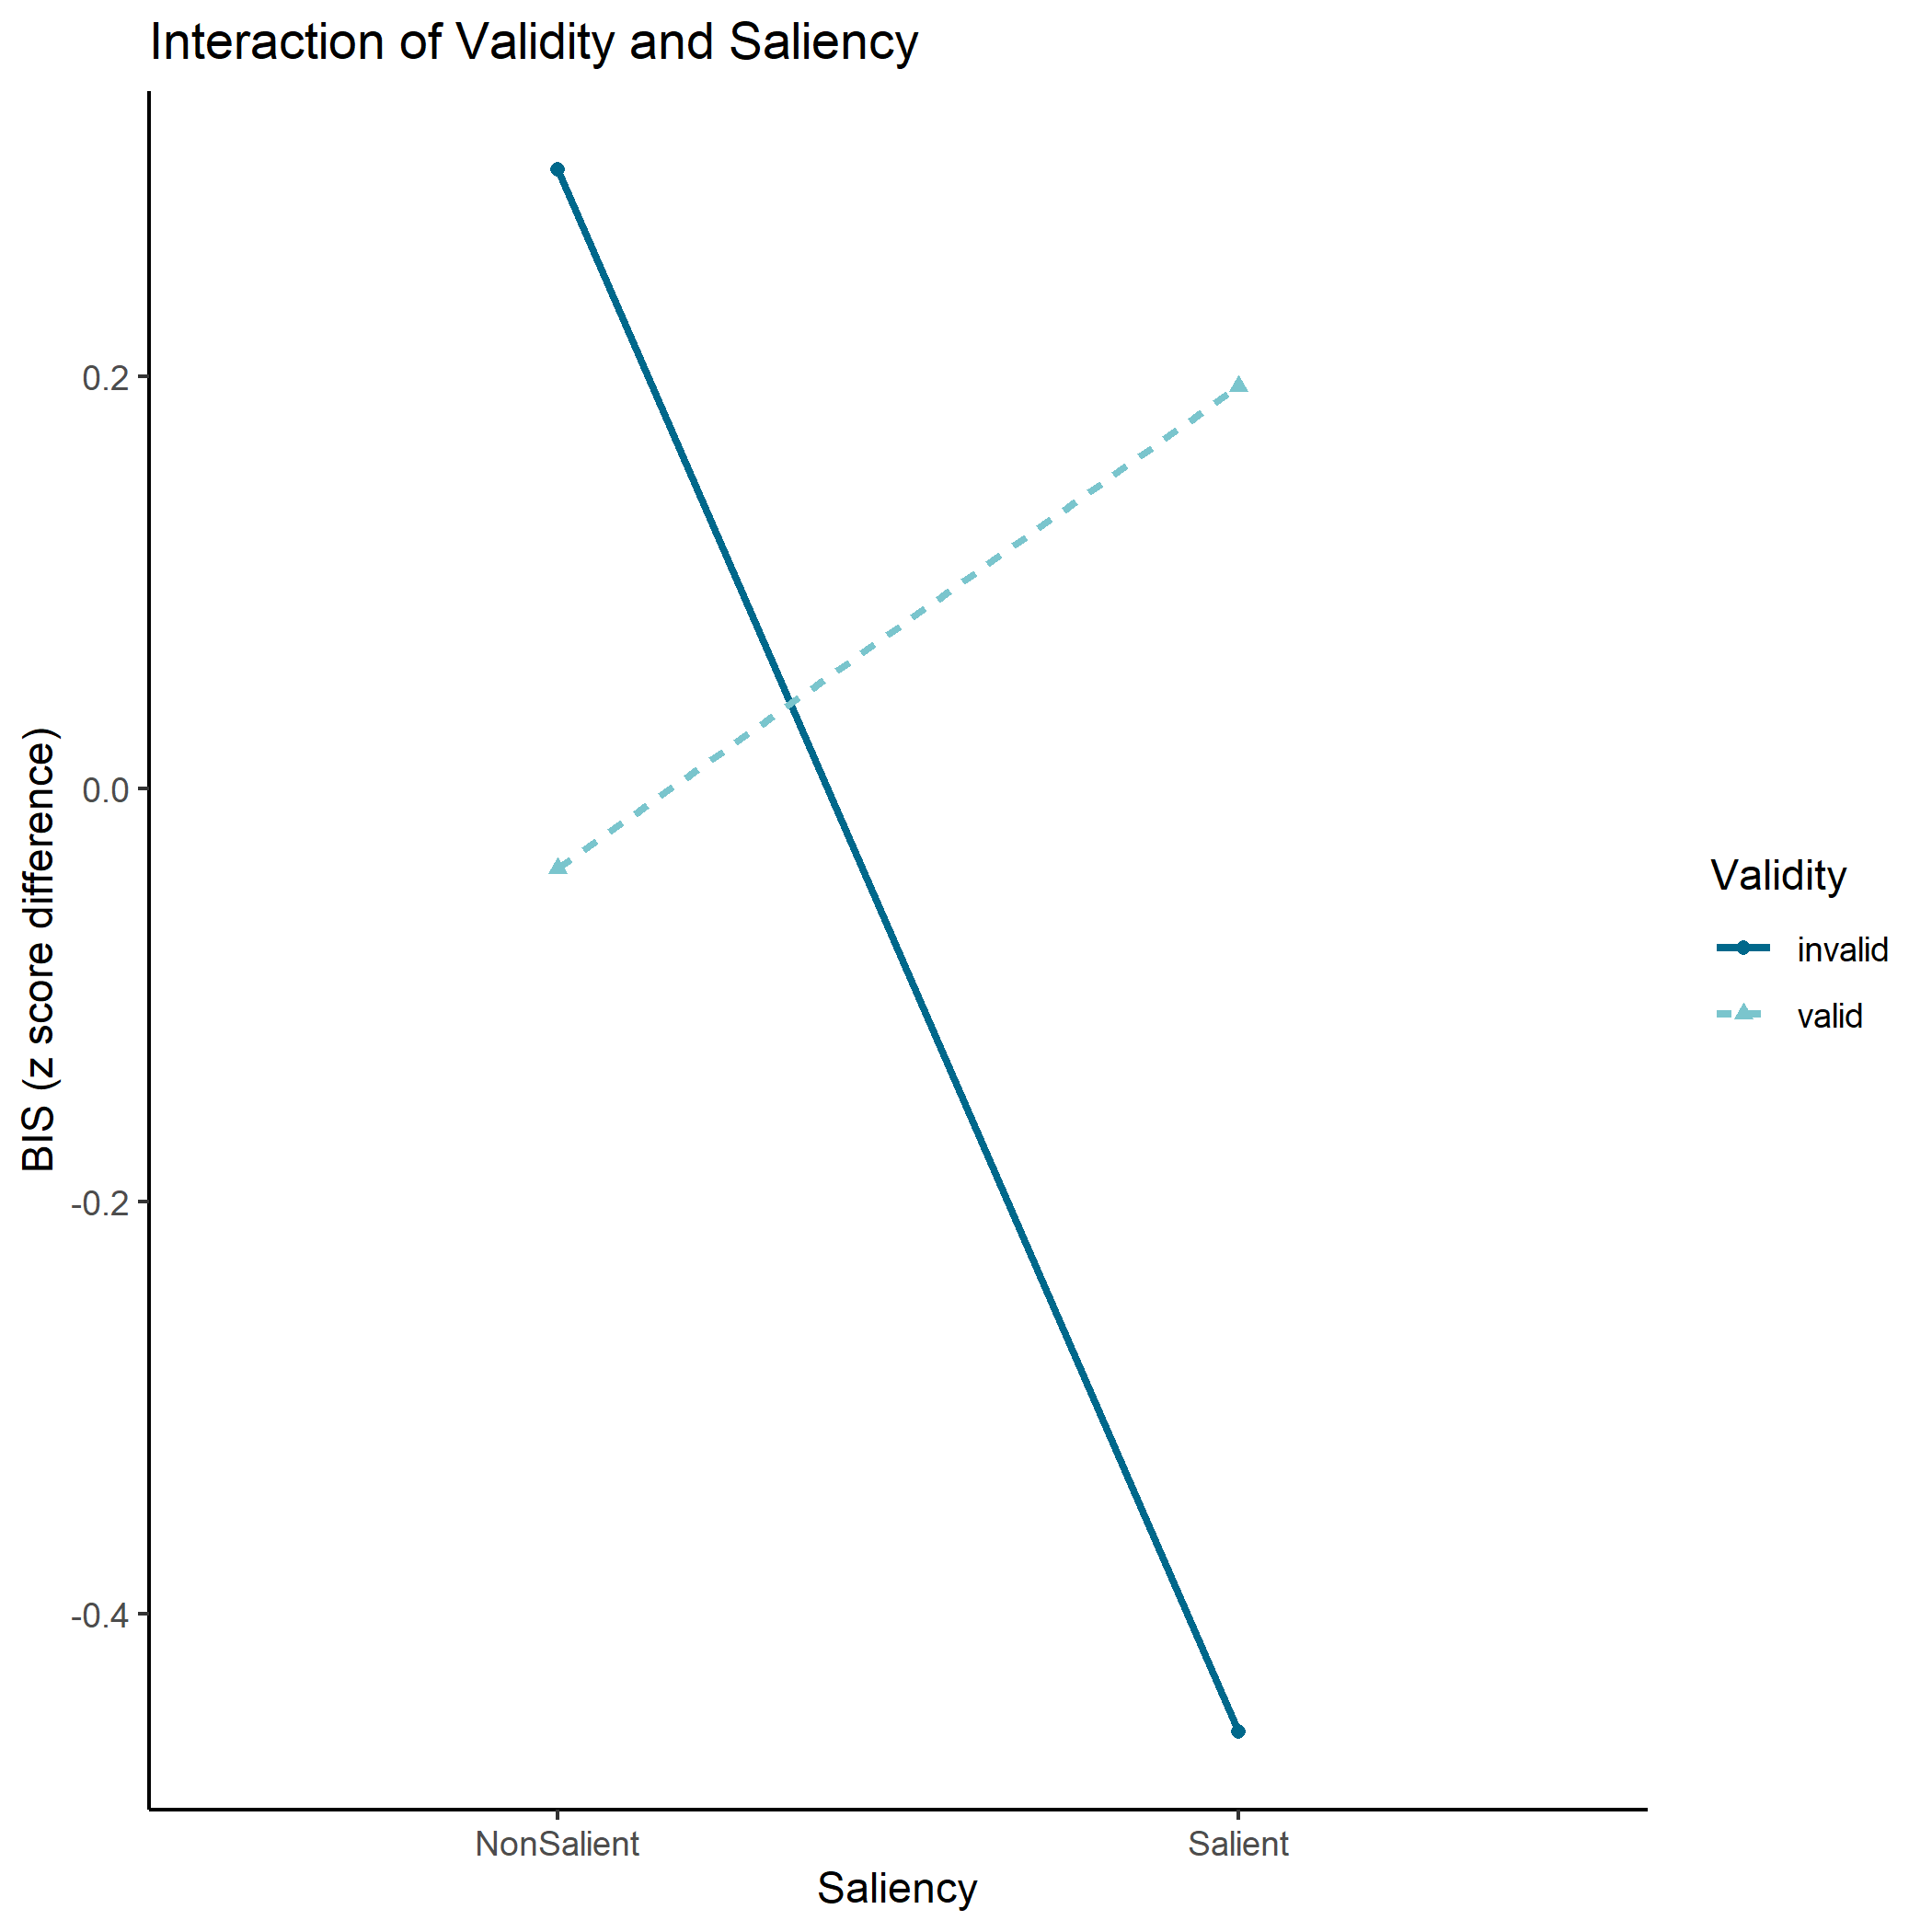 Interaction of Validity and Saliency
BIS (z score difference)
0.2
0.0
-0.2
-0.4
NonSalient
Salient
Saliency
Validity
invalid
valid